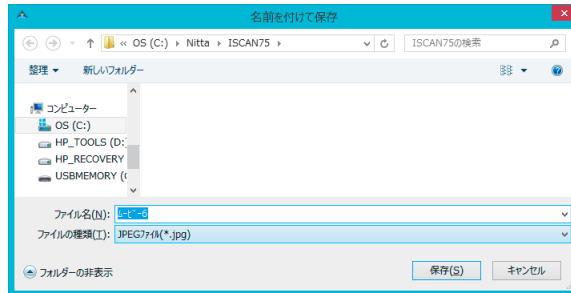 名前を付けて保存
« OS (C:) ▸ Nitta ▸ ISCAN75 ▸ ISCAN75の検索
整理 ▼ 新しいフォルダー
コンピューター
OS (C:)
HP_TOOLS (D:
HP_RECOVERY
USBMEMORY (
ファイル名(N): ﾑｰﾋﾞｰ6
ファイルの種類(T): JPEGﾌｧｲﾙ(*.jpg)
フォルダーの非表示 保存(S) キャンセル